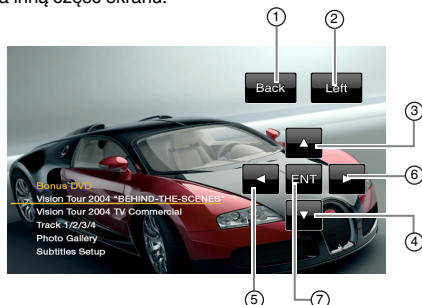 a inną część ekranu.
① ②
Back Left
③
ENT
⑥
Bonus DVD
Vision Tour 2004 "BEHIND-THE-SCENES"
Vision Tour 2004 TV Commercial
Track 1/2/3/4
④
Photo Gallery
Subtitles Setup
⑤ ⑦